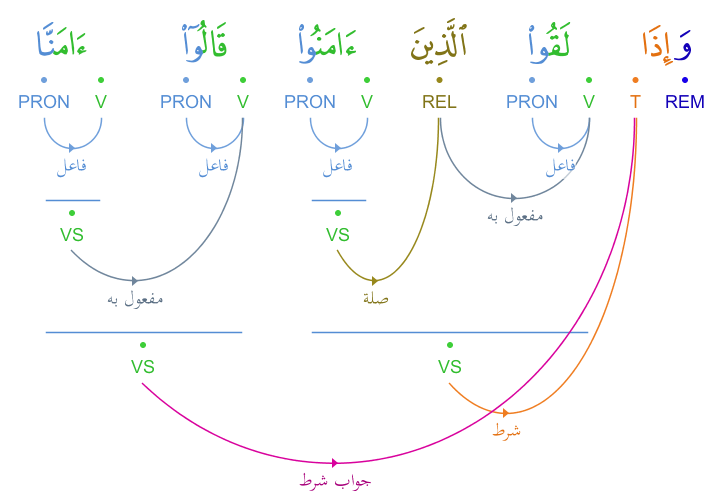 وَإِذَا لَقُوا۟ ٱلَّذِينَ ءَامَنُوا۟ قَالُوٓا۟ ءَامَنَّا
REM T V PRON REL V PRON V PRON V PRON
فاعل فاعل فاعل فاعل
مفعول به
VS VS
صلة مفعول به
VS VS
شرط
جواب شرط